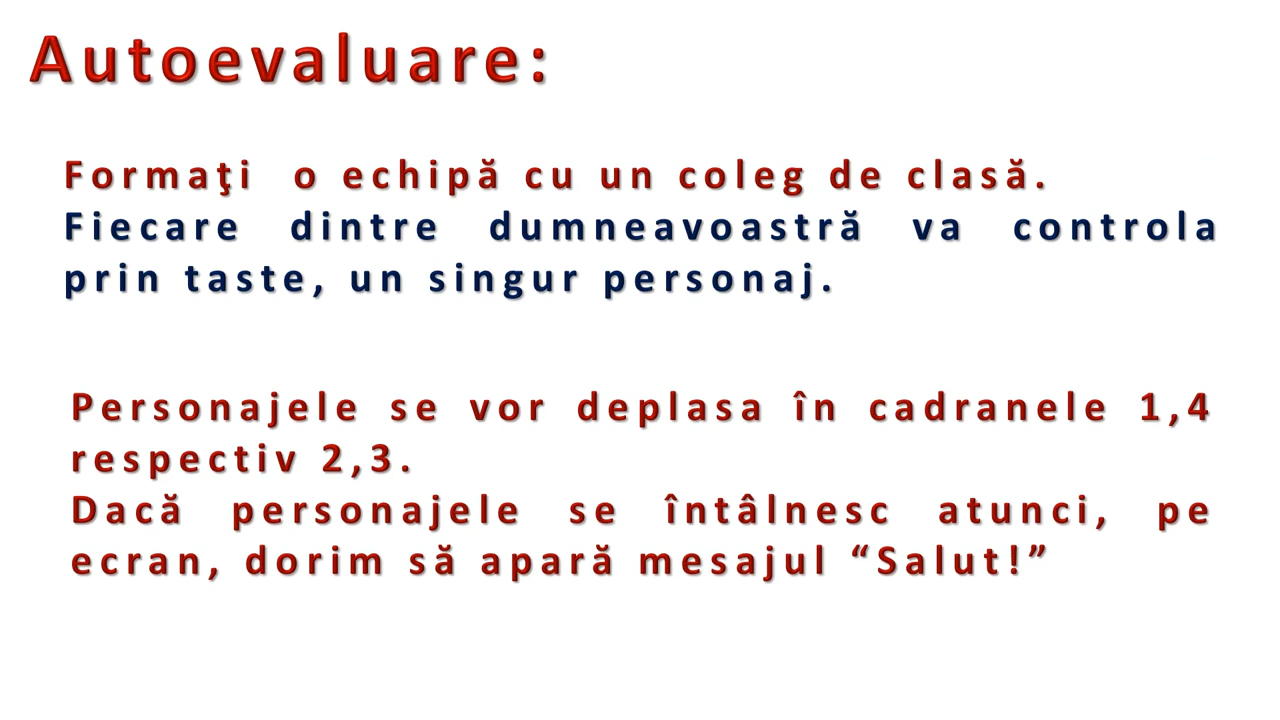 Autoevaluare:
Formaţi o echipă cu un coleg de clasă.
Fiecare dintre dumneavoastră va controla
prin taste, un singur personaj.
Personajele se vor deplasa în cadranele 1,4
respectiv 2,3.
Dacă personajele se întâlnesc atunci, pe
ecran, dorim să apară mesajul “Salut!”